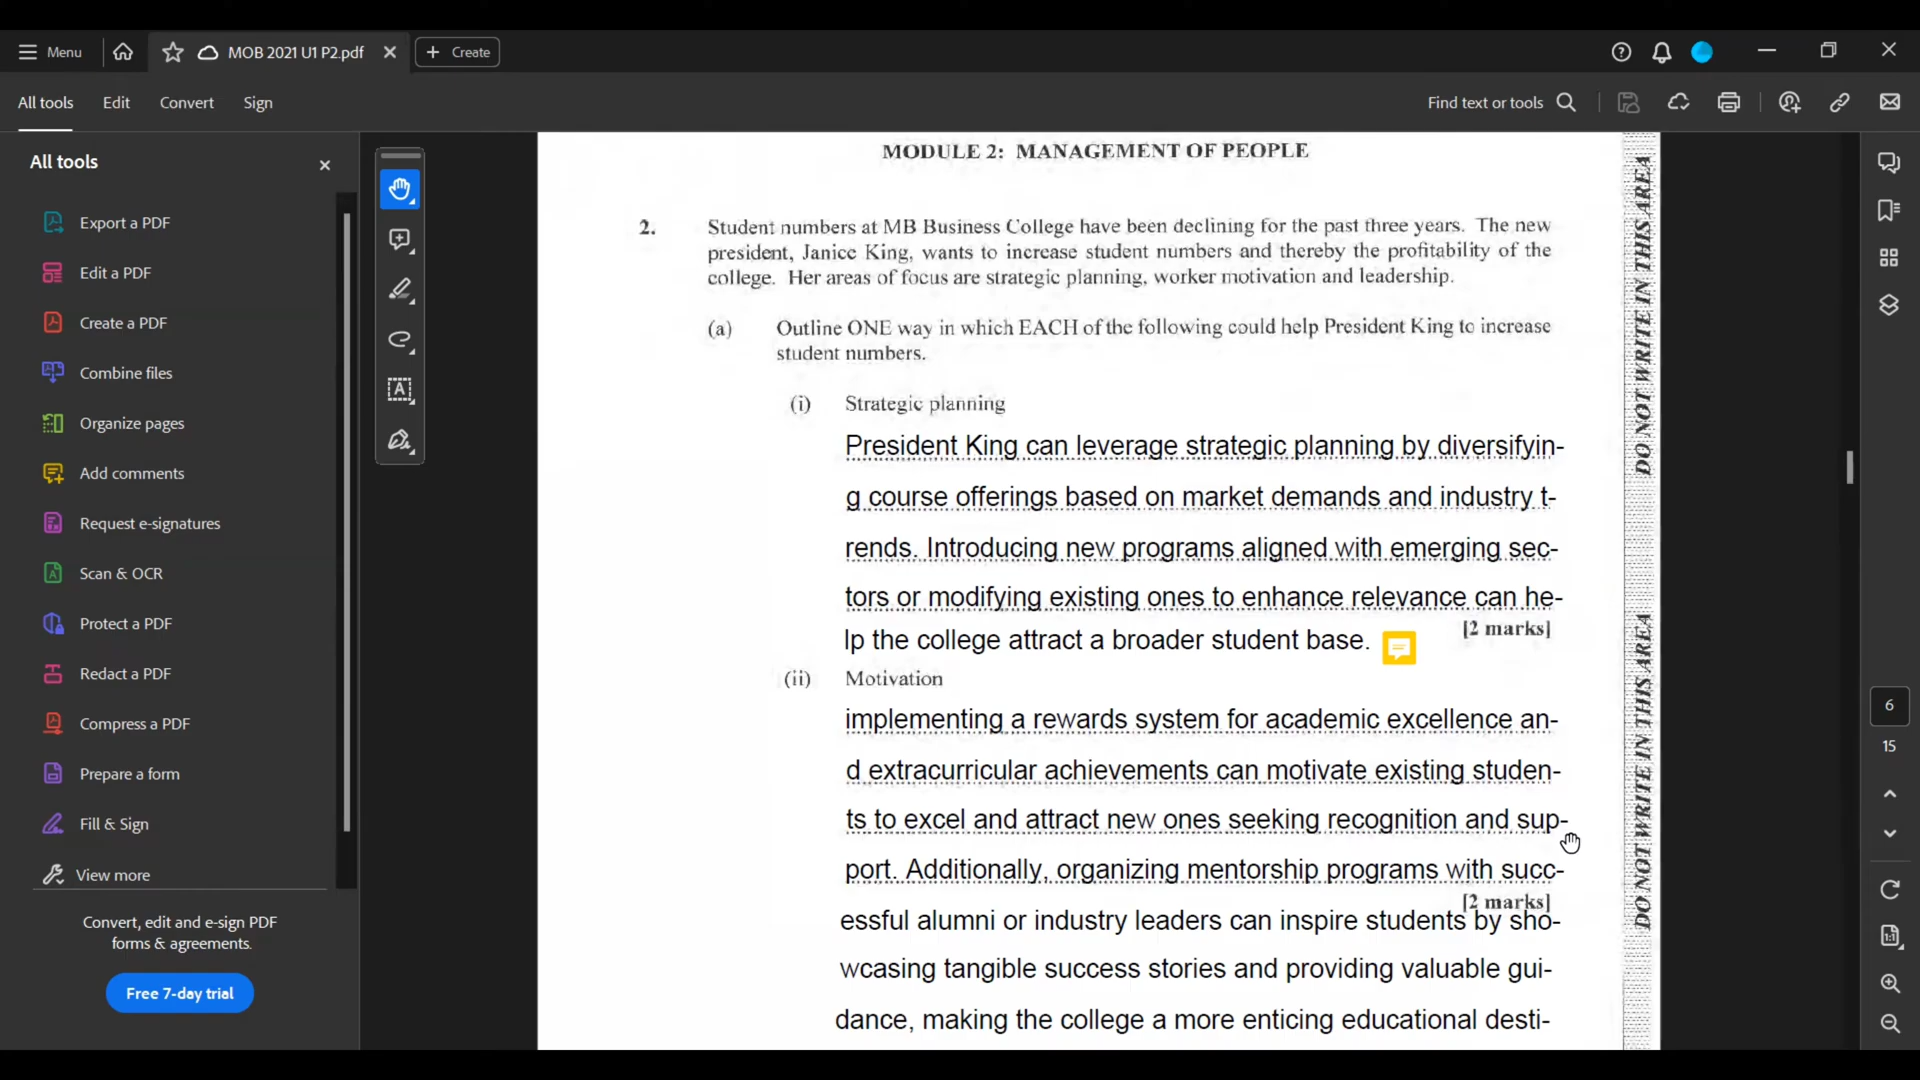 Menu
MOB 2021 U1 P2.pdf
Create
All tools
Edit
Convert
Sign
Find text or tools
All tools
Export a PDF
Edit a PDF
Create a PDF
Combine files
Organize pages
Add comments
Request e-signatures
Scan & OCR
Protect a PDF
Redact a PDF
Compress a PDF
Prepare a form
Fill & Sign
View more
Convert, edit and e-sign PDF
forms & agreements.
Free 7-day trial
MODULE 2: MANAGEMENT OF PEOPLE
2. Student numbers at MB Business College have been declining for the past three years. The new
president, Janice King, wants to increase student numbers and thereby the profitability of the
college. Her areas of focus are strategic planning, worker motivation and leadership.
(a) Outline ONE way in which EACH of the following could help President King to increase
student numbers.
(i) Strategic planning
President King can leverage strategic planning by diversifyin-
g course offerings based on market demands and industry t-
rends. Introducing new programs aligned with emerging sec-
tors or modifying existing ones to enhance relevance can he-
[2 marks]
lp the college attract a broader student base.
(ii) Motivation
implementing a rewards system for academic excellence an-
d extracurricular achievements can motivate existing studen-
ts to excel and attract new ones seeking recognition and sup-
port. Additionally, organizing mentorship programs with succ-
[2 marks]
essful alumni or industry leaders can inspire students by sho-
wcasing tangible success stories and providing valuable gui-
dance, making the college a more enticing educational desti-
DO NOT WRITE IN THIS AREA
DO NOT WRITE IN THIS AREA
6
15
1:1